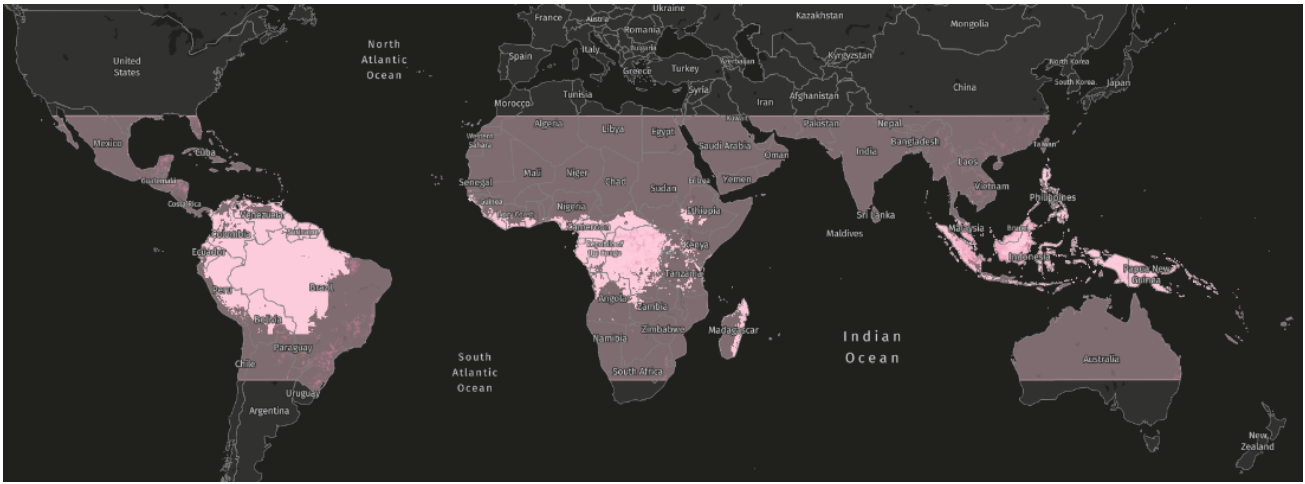 Ukraine
Kazakhstan
Mongolia
France
Austria
Romania
Bulgaria
Italy
North
Atlantic
Ocean
United
States
Spain
Greece
Turkey
Azerbaijan
Kyrgyzstan
North Korea
South Korea
Japan
Tunisia
Syria
Iran
Afghanistan
China
Morocco
Algeria
Libya
Egypt
Kuwait
Pakistan
Nepal
Mexico
Cuba
Western
Sahara
Saudi Arabia
Oman
India
Bangladesh
Taiwan
Laos
Guatemala
Costa Rica
Senegal
Mali
Niger
Chad
Sudan
Eritrea
Yemen
Vietnam
Guinea
Ivory Coast
Nigeria
Ethiopia
Sri Lanka
Philippines
Venezuela
Colombia
Suriname
Cameroon
Maldives
Malaysia
Brunei
Ecuador
Republic of
the Congo
Kenya
Indonesia
Papua New
Guinea
Peru
Brazil
Tanzania
Bolivia
Angola
Zambia
Paraguay
Namibia
Zimbabwe
Madagascar
Indian
Ocean
Chile
South
Atlantic
Ocean
South Africa
Australia
Uruguay
Argentina
New
Zealand